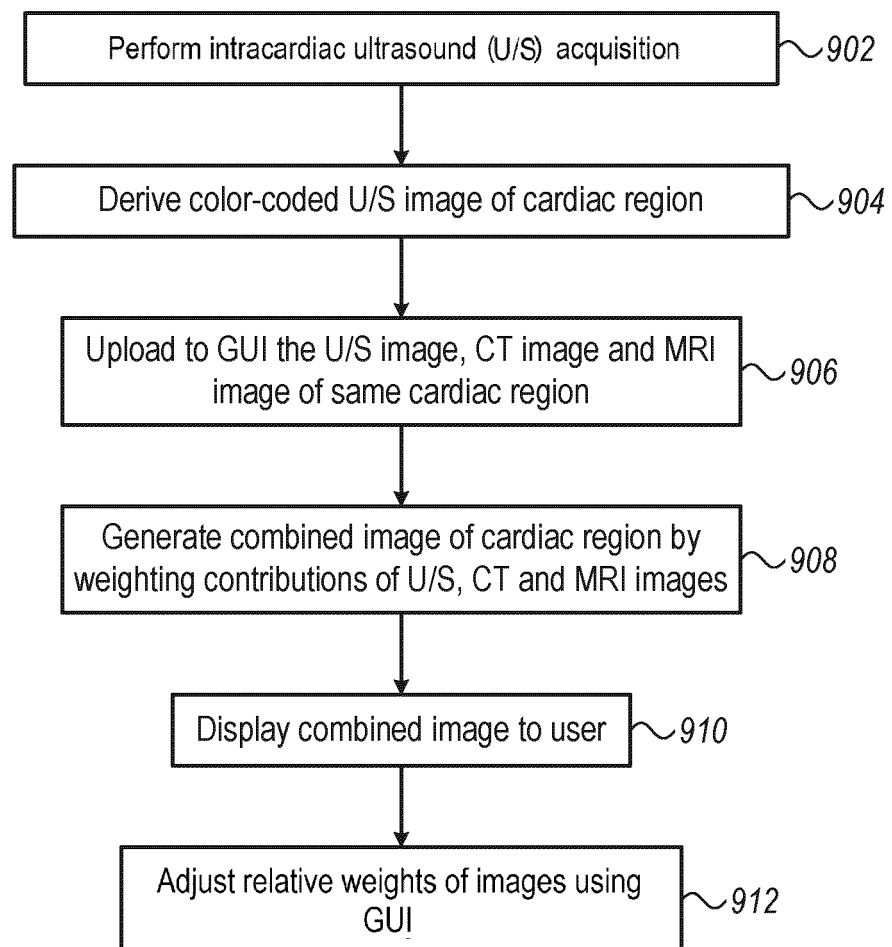 Perform intracardiac ultrasound (U/S) acquisition
902
Derive color-coded U/S image of cardiac region
904
Upload to GUI the U/S image, CT image and MRI
image of same cardiac region
906
Generate combined image of cardiac region by
weighting contributions of U/S, CT and MRI images
908
Display combined image to user
910
Adjust relative weights of images using
GUI
912